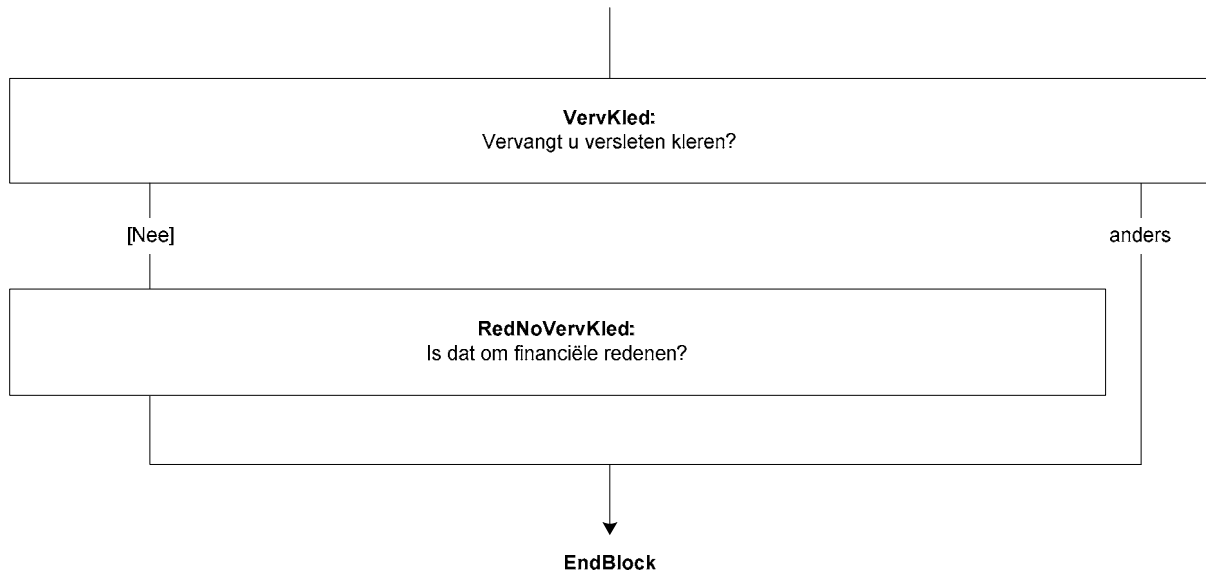 VervKled:
Vervangt u versleten kleren?
[Nee]
anders
RedNoVervKled:
Is dat om financiële redenen?
EndBlock